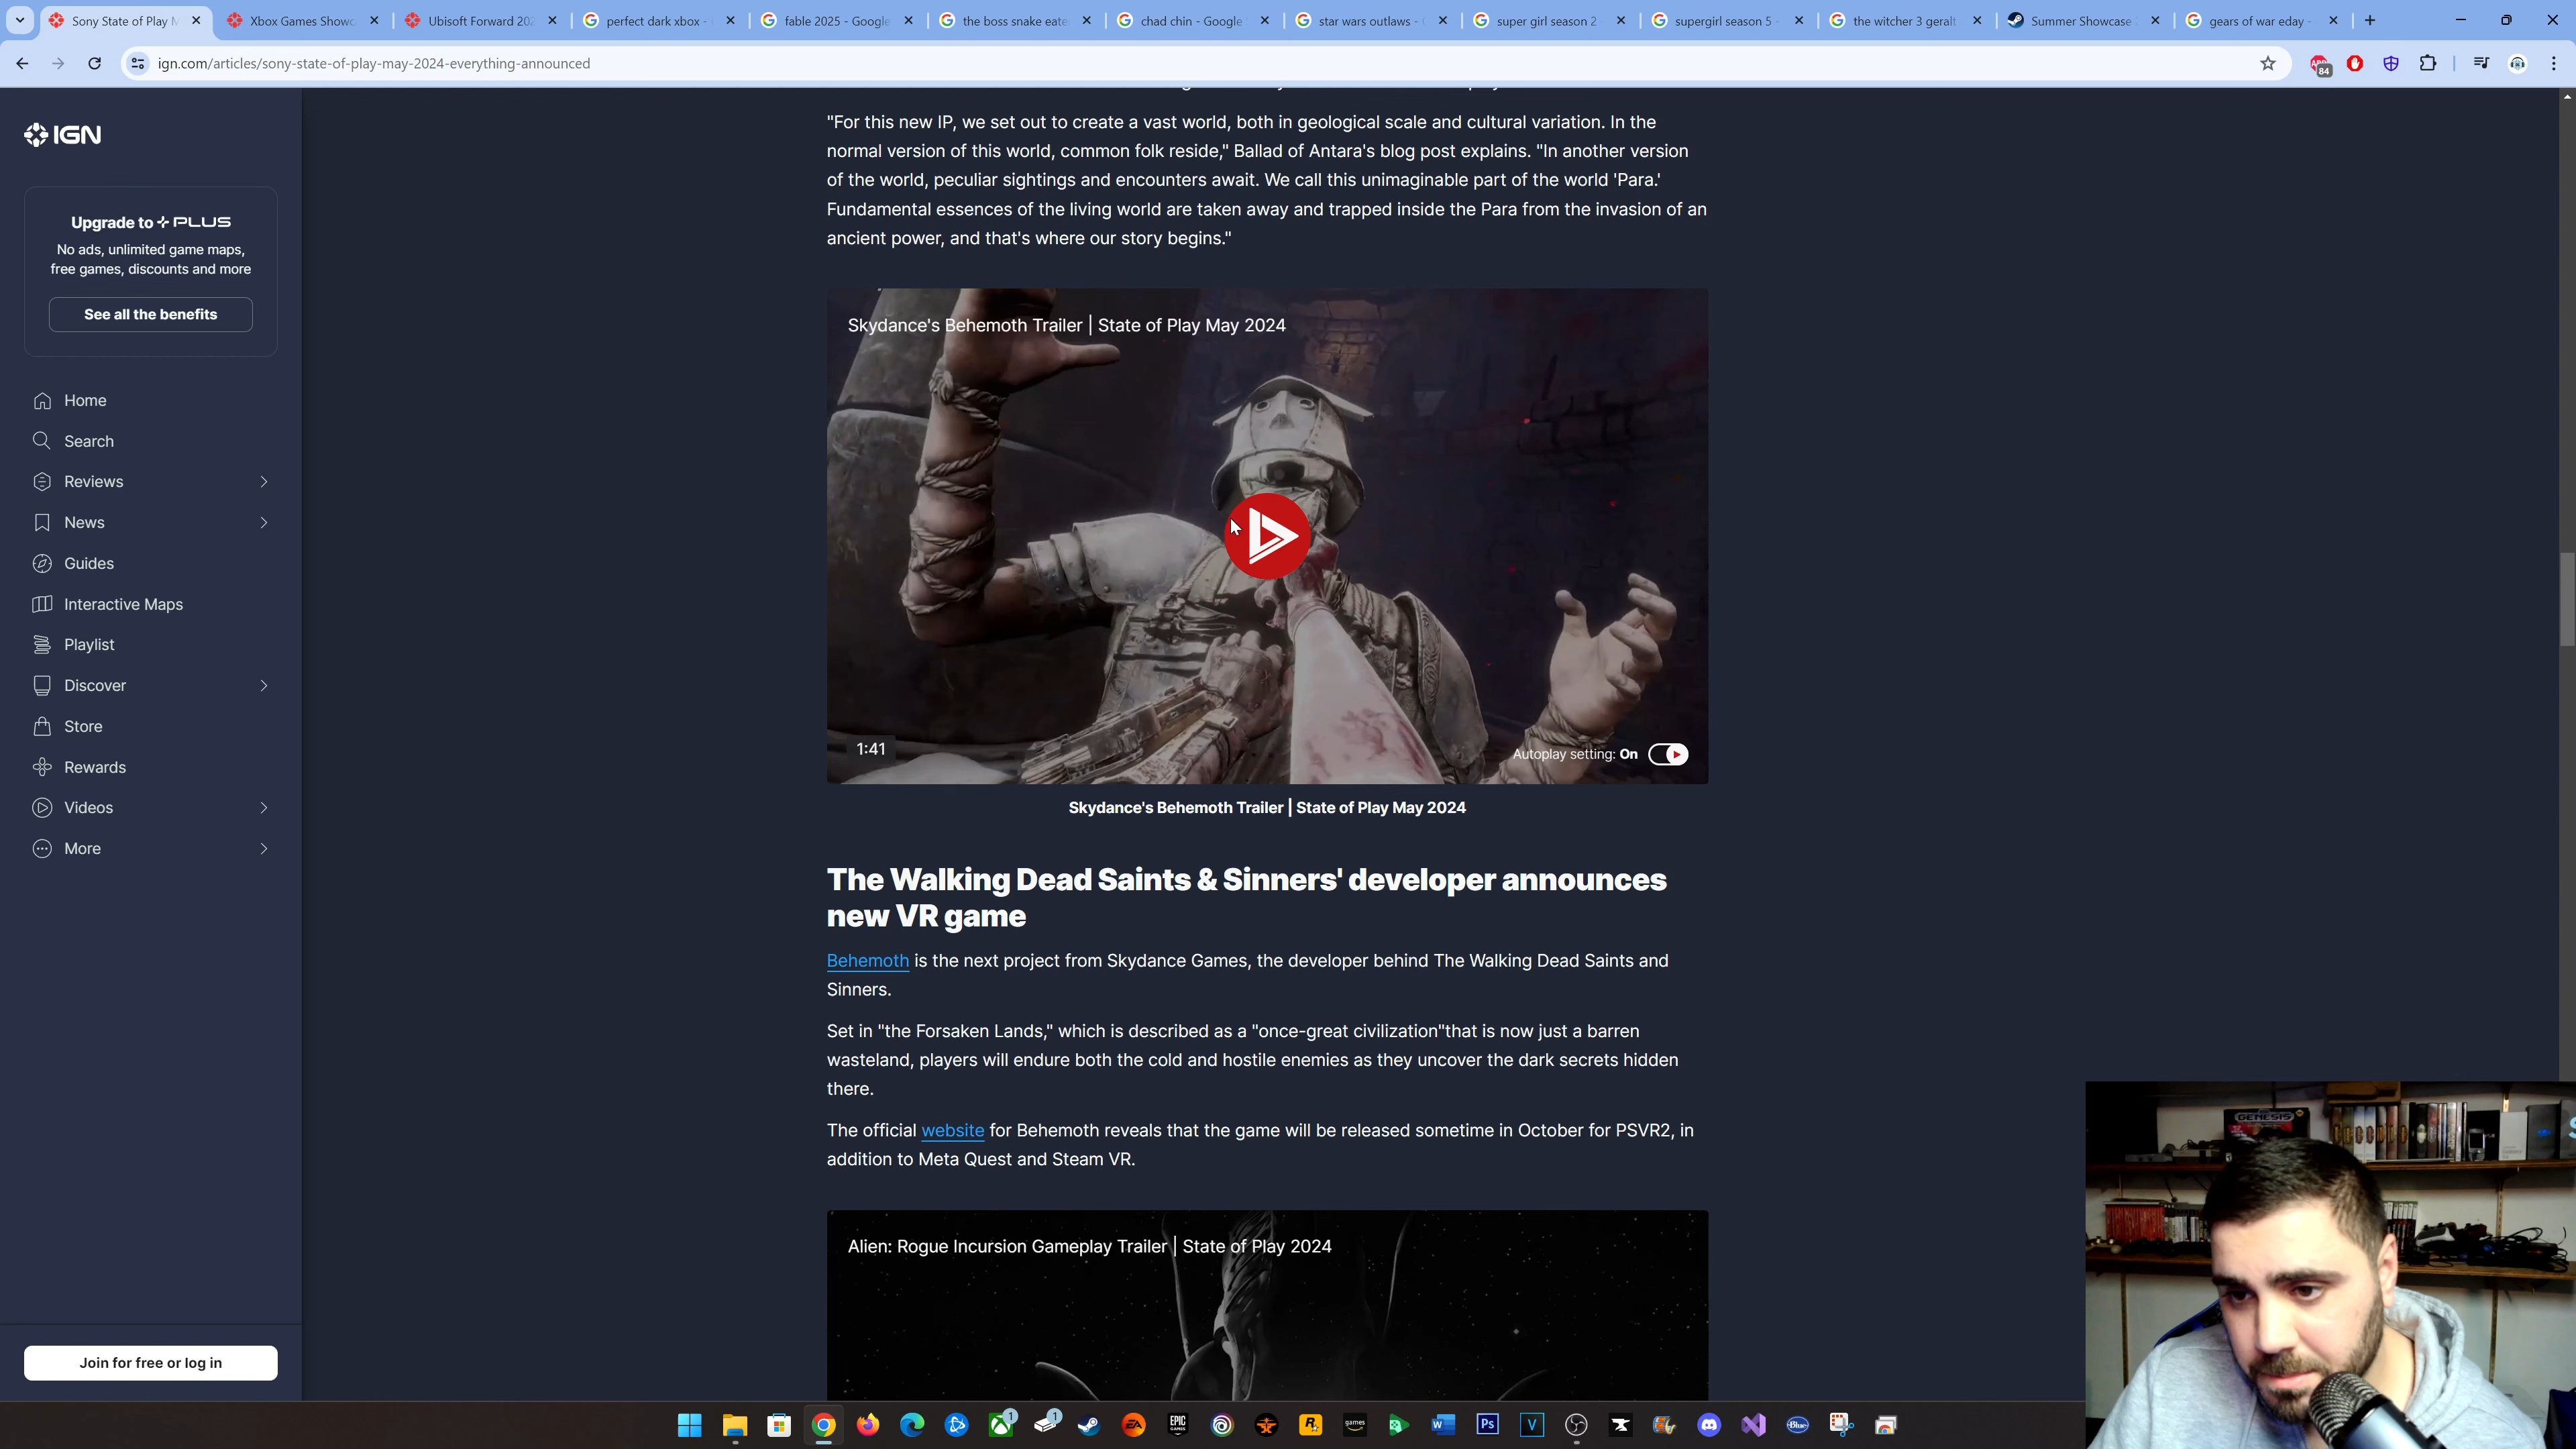 Sony State of Play M
Xbox Games Showc
Ubisoft Forward 202
perfect dark xbox -
fable 2025 - Google
the boss snake eate
chad chin - Google
star wars outlaws -
super girl season 2
supergirl season 5 -
the witcher 3 geralt
Summer Showcase
gears of war eday -
ign.com/articles/sony-state-of-play-may-2024-everything-announced
84
IGN
Upgrade to PLUS
No ads, unlimited game maps,
free games, discounts and more
See all the benefits
Home
Search
Reviews
News
Guides
Interactive Maps
Playlist
Discover
Store
Rewards
Videos
More
Join for free or log in
"For this new IP, we set out to create a vast world, both in geological scale and cultural variation. In the
normal version of this world, common folk reside," Ballad of Antara's blog post explains. "In another version
of the world, peculiar sightings and encounters await. We call this unimaginable part of the world 'Para.'
Fundamental essences of the living world are taken away and trapped inside the Para from the invasion of an
ancient power, and that's where our story begins."
Skydance's Behemoth Trailer | State of Play May 2024
1:41
Autoplay setting: On
Skydance's Behemoth Trailer | State of Play May 2024
The Walking Dead Saints & Sinners' developer announces
new VR game
Behemoth is the next project from Skydance Games, the developer behind The Walking Dead Saints and
Sinners.
Set in "the Forsaken Lands," which is described as a "once-great civilization"that is now just a barren
wasteland, players will endure both the cold and hostile enemies as they uncover the dark secrets hidden
there.
The official website for Behemoth reveals that the game will be released sometime in October for PSVR2, in
addition to Meta Quest and Steam VR.
Alien: Rogue Incursion Gameplay Trailer | State of Play 2024
GENESIS
1
1
EA
EPIC
GAMES
R
games
W
Ps
V
Blue